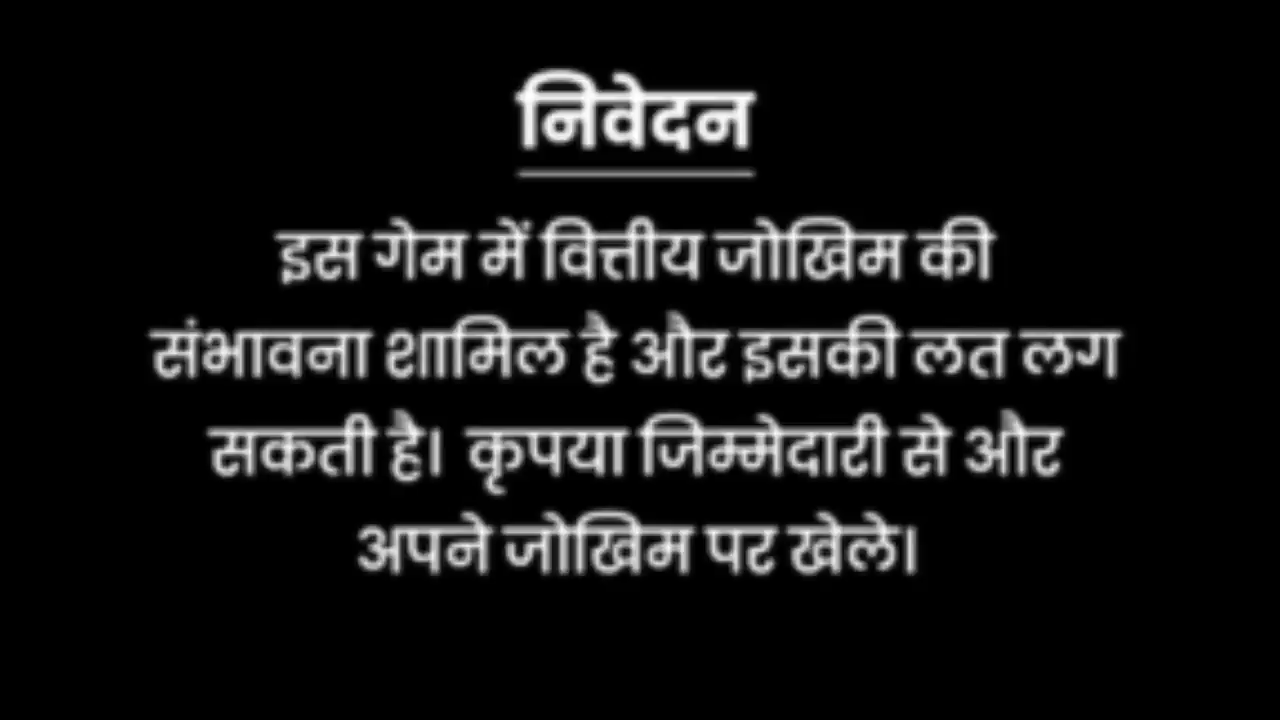 निवेदन
इस गेम में वित्तीय जोखिम की
संभावना शामिल है और इसकी लत लग
सकती है। कृपया जिम्मेदारी से और
अपने जोखिम पर खेले।